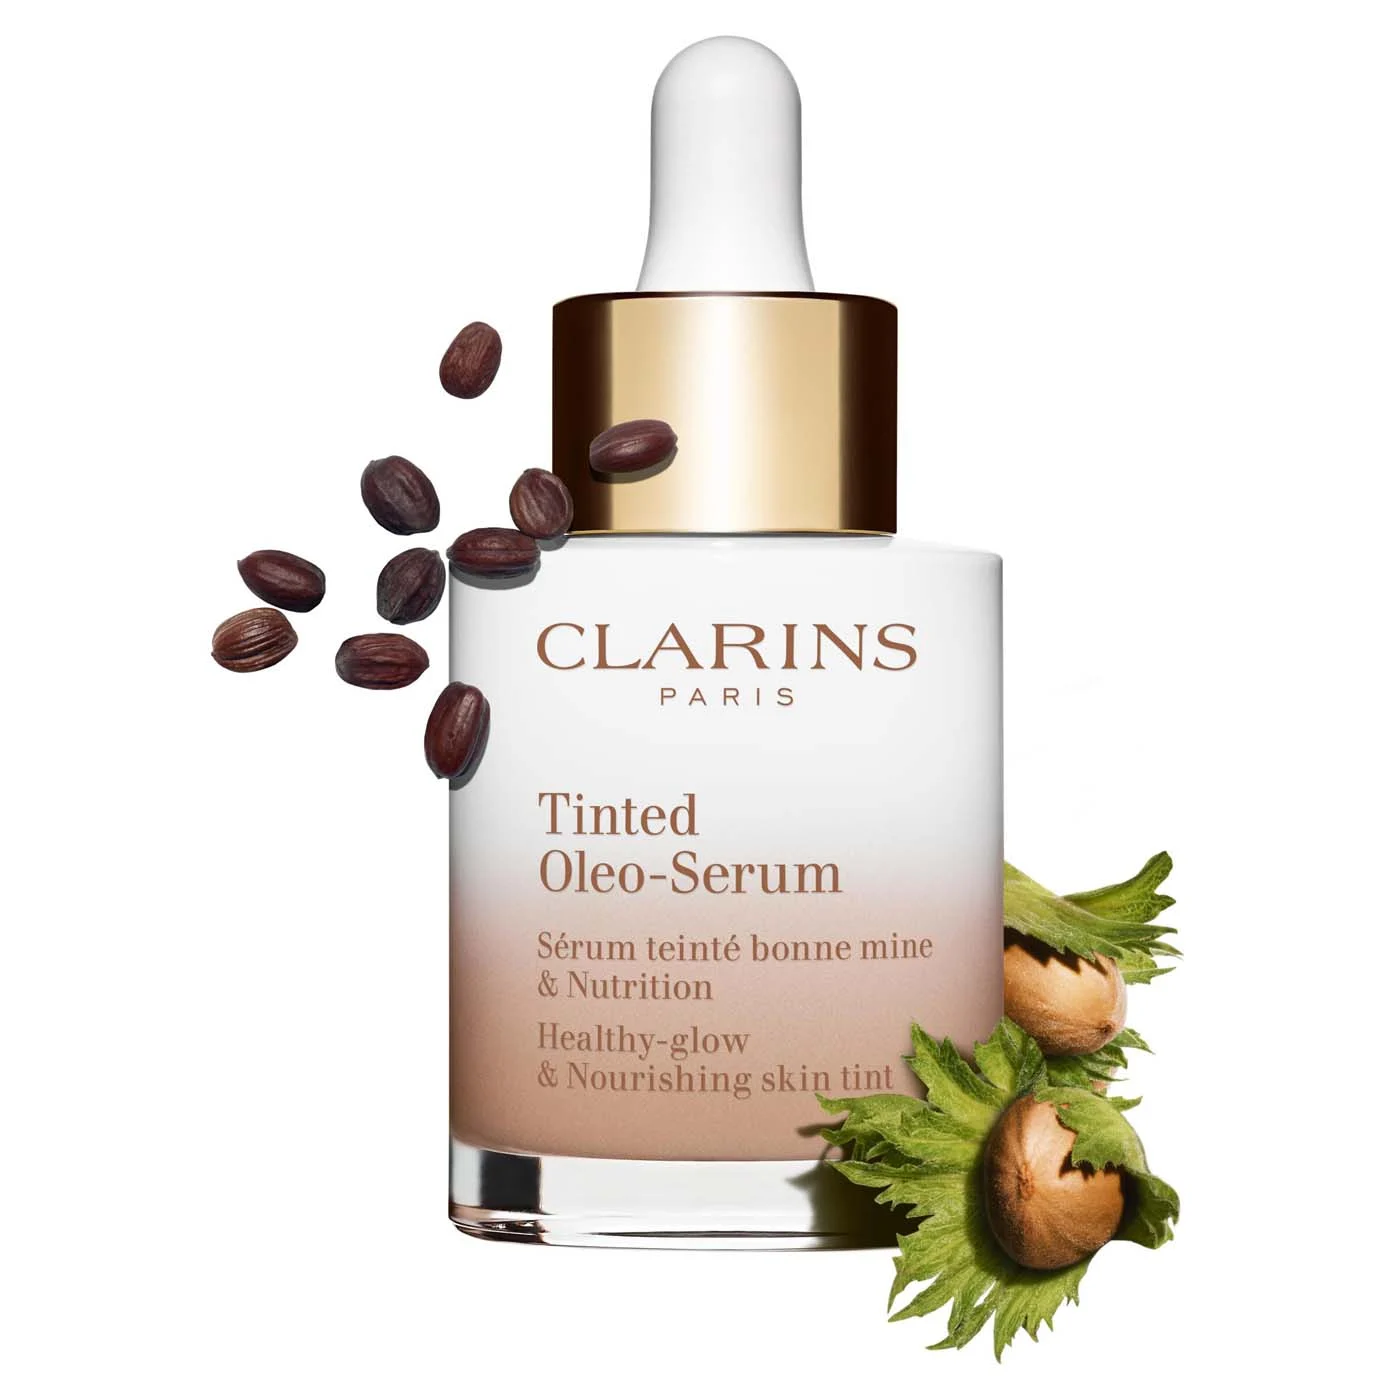 CLARINS
PARIS
Tinted
Oleo-Serum
Sérum teinté bonne mine
& Nutrition
Healthy-glow
& Nourishing skin tint